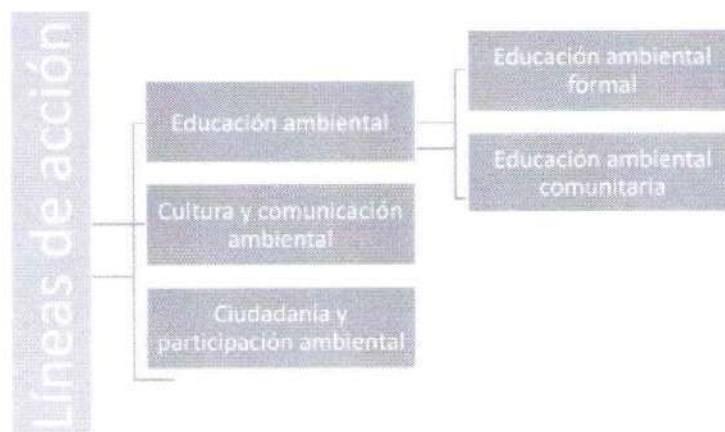 Líneas de acción
Educación ambiental
Cultura y comunicación
ambiental
Ciudadanía y
participación ambiental
Educación ambiental
formal
Educación ambiental
comunitaria